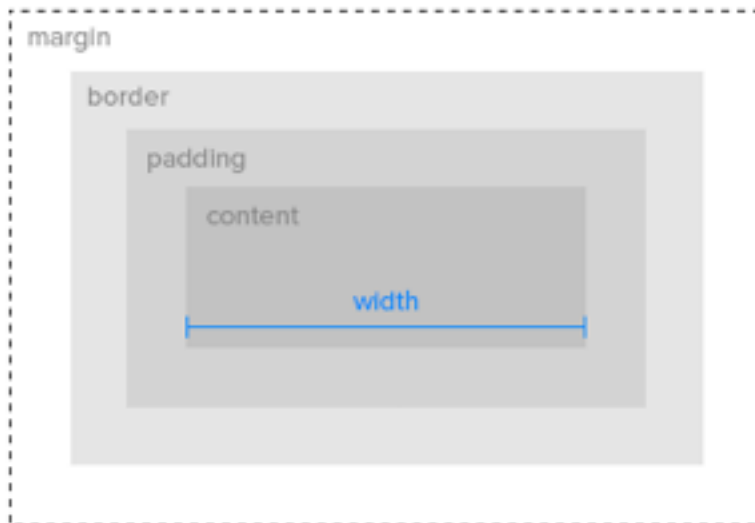 margin
border
padding
content
width